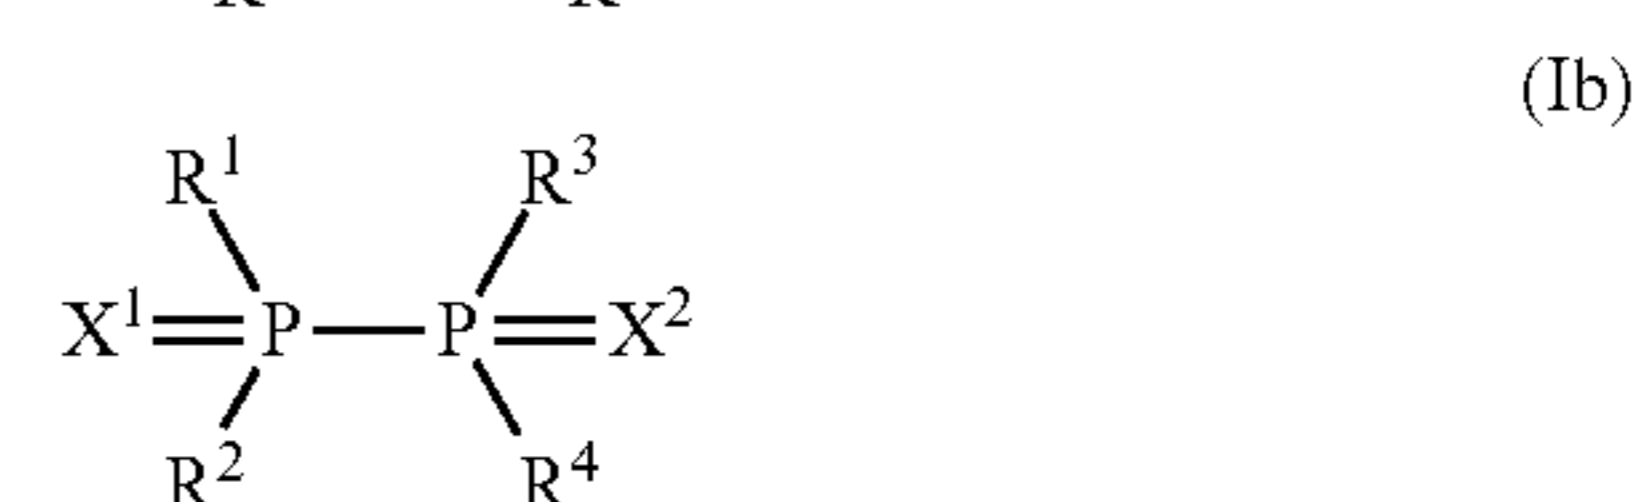 (Ib)
R¹ R³
X¹=P—P=X²
R² R⁴